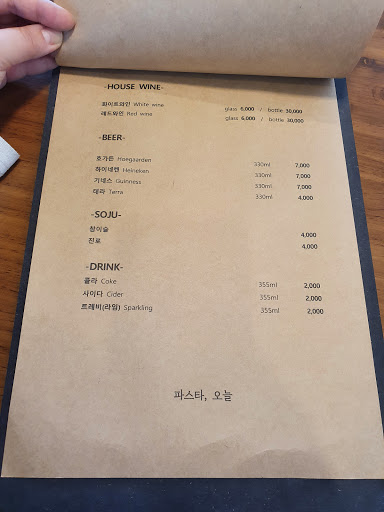 -HOUSE WINE-
화이트와인 White wine glass 6,000 / bottle 30,000
레드와인 Red wine glass 6,000 / bottle 30,000
-BEER-
호가든 Hoegaarden 330ml 7,000
하이네켄 Heineken 330ml 7,000
기네스 Guinness 330ml 7,000
테라 Terra 330ml 4,000
-SOJU-
참이슬 4,000
진로 4,000
-DRINK-
콜라 Coke 355ml 2,000
사이다 Cider 355ml 2,000
트레비(라임) Sparkling 355ml 2,000
파스타, 오늘